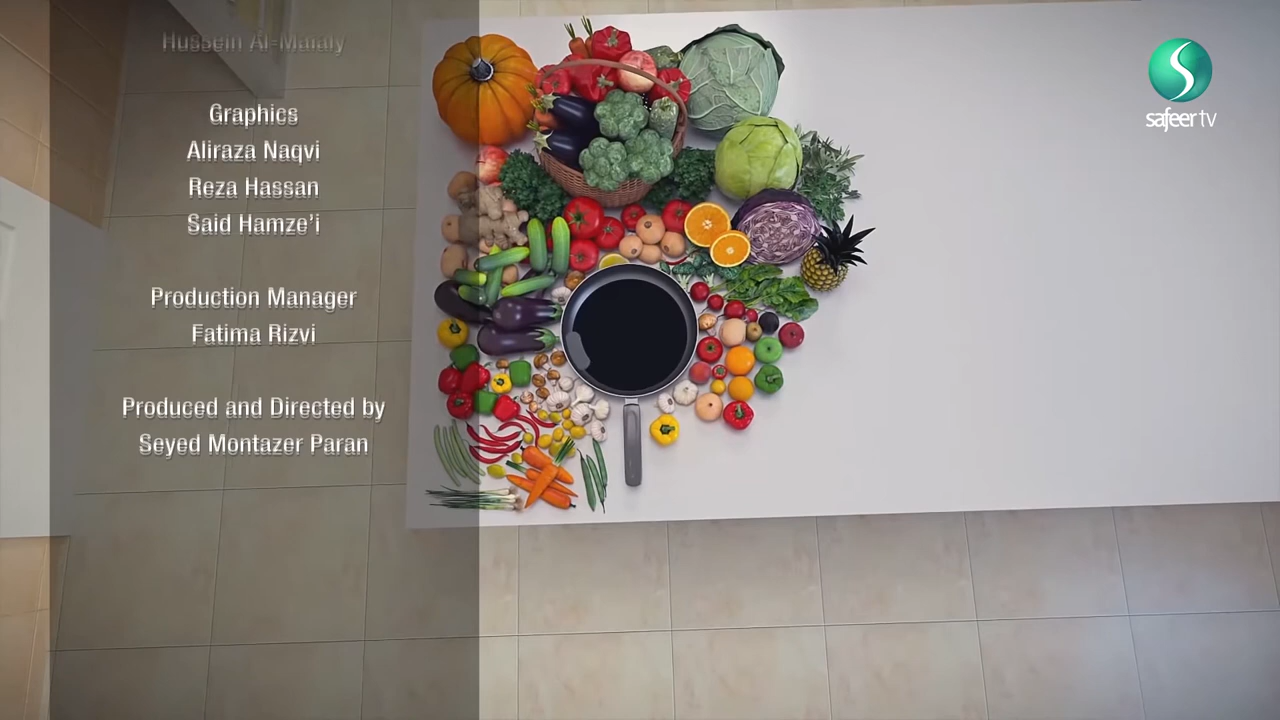 Graphics
Aliraza Naqvi
Reza Hassan
Said Hamze'i
Production Manager
Fatima Rizvi
Produced and Directed by
Seyed Montazer Paran
safeer tv